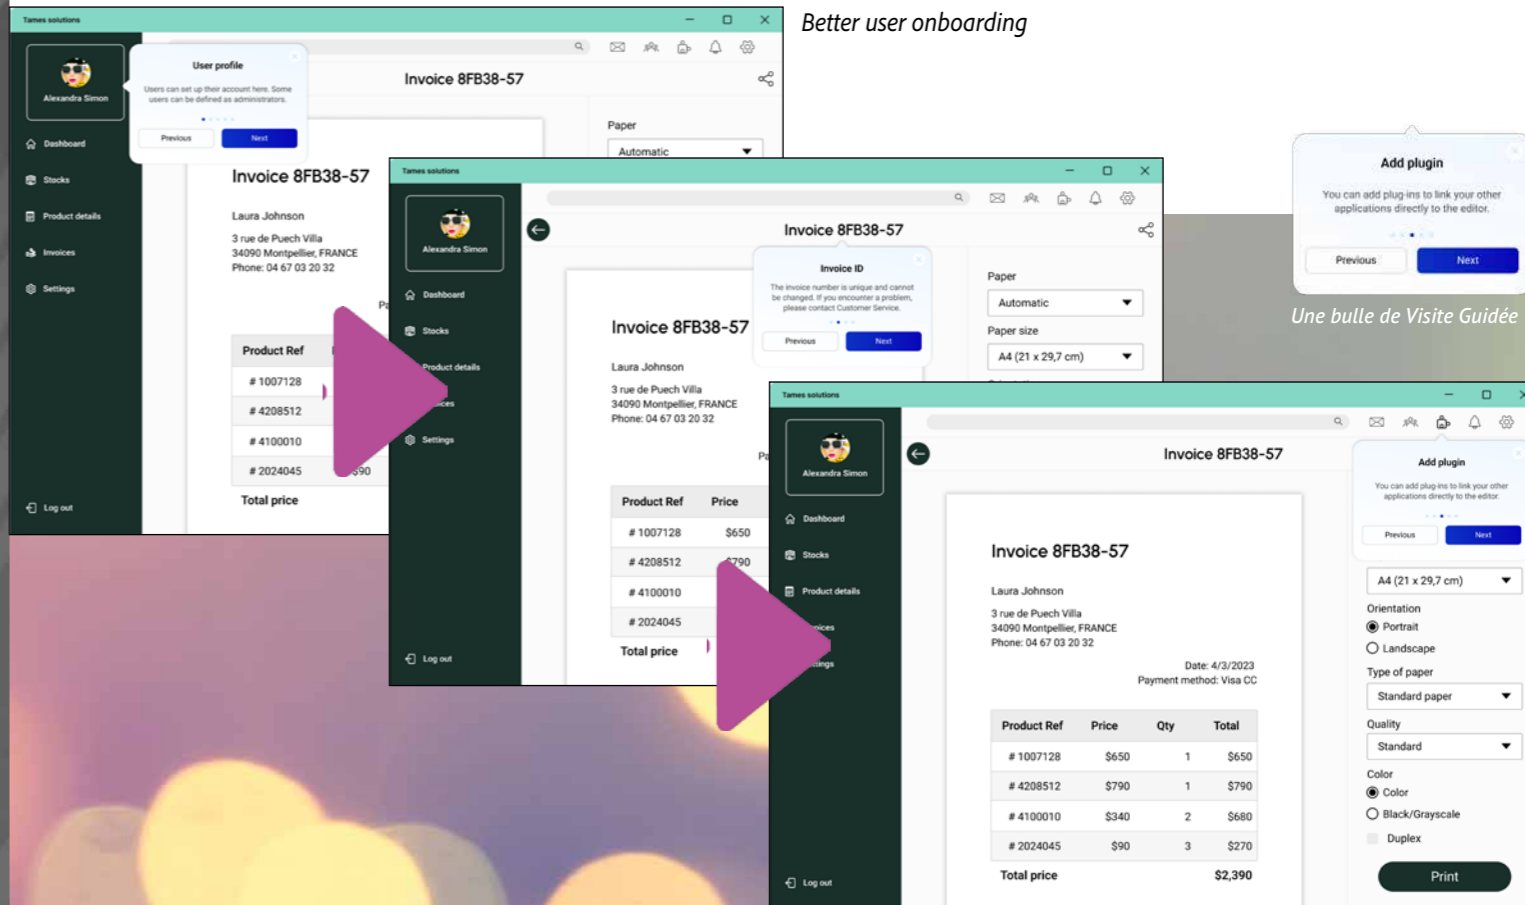 Better user onboarding
Tames solutions
Alexandra Simon
Dashboard
Stocks
Product details
Invoices
Settings
Log out
User profile
Users can set up their account here. Some
users can be defined as administrators.
Previous
Next
Invoice 8FB38-57
Paper
Automatic
Invoice 8FB38-57
Laura Johnson
3 rue de Puech Villa
34090 Montpellier, FRANCE
Phone: 04 67 03 20 32
Product Ref
# 1007128
# 4208512
# 4100010
# 2024045
$90
Total price
Tames solutions
Alexandra Simon
Dashboard
Stocks
Product details
Settings
Log out
Invoice 8FB38-57
Invoice ID
The invoice number is unique and cannot
be changed. If you encounter a problem,
please contact Customer Service.
Previous
Next
Paper
Automatic
Paper size
A4 (21 x 29,7 cm)
Invoice 8FB38-57
Laura Johnson
3 rue de Puech Villa
34090 Montpellier, FRANCE
Phone: 04 67 03 20 32
Product Ref Price
# 1007128 $650
# 4208512 $790
# 4100010
# 2024045
Total price
Add plugin
You can add plug-ins to link your other
applications directly to the editor.
Previous
Next
Une bulle de Visite Guidée
Tames solutions
Alexandra Simon
Dashboard
Stocks
Product details
Log out
Invoice 8FB38-57
Add plugin
You can add plug-ins to link your other
applications directly to the editor.
Previous
Next
Invoice 8FB38-57
Laura Johnson
3 rue de Puech Villa
34090 Montpellier, FRANCE
Phone: 04 67 03 20 32
Date: 4/3/2023
Payment method: Visa CC
Product Ref Price Qty Total
# 1007128 $650 1 $650
# 4208512 $790 1 $790
# 4100010 $340 2 $680
# 2024045 $90 3 $270
Total price $2,390
A4 (21 x 29,7 cm)
Orientation
Portrait
Landscape
Type of paper
Standard paper
Quality
Standard
Color
Color
Black/Grayscale
Duplex
Print